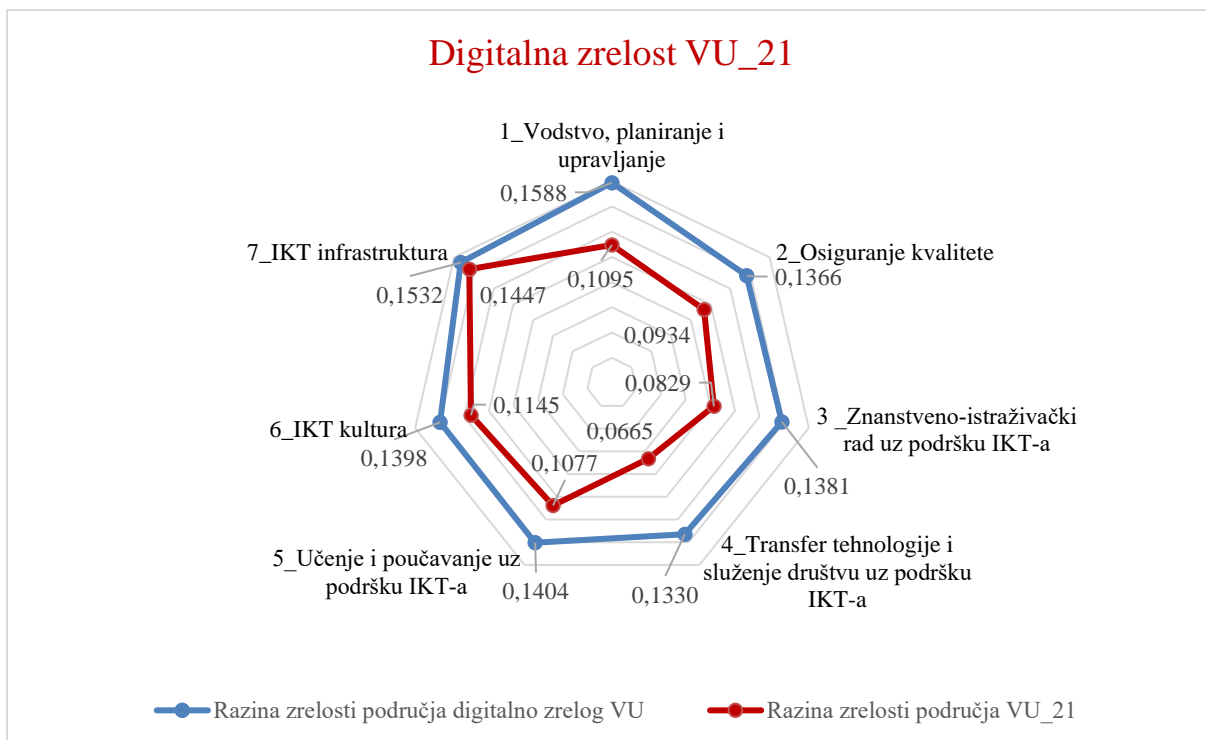 Digitalna zrelost VU_21
1_Vodstvo, planiranje i
upravljanje
0,1588
7_IKT infrastruktura
2_Osiguranje kvalitete
0,1366
0,1532
0,1447
0,1095
0,0934
0,0829
3 _Znanstveno-istraživački
rad uz podršku IKT-a
0,1145
6_IKT kultura
0,0665
0,1398
0,1077
0,1381
5_Učenje i poučavanje uz
podršku IKT-a
0,1404
4_Transfer tehnologije i
služenje društvu uz podršku
IKT-a
0,1330
Razina zrelosti područja digitalno zrelog VU
Razina zrelosti područja VU_21